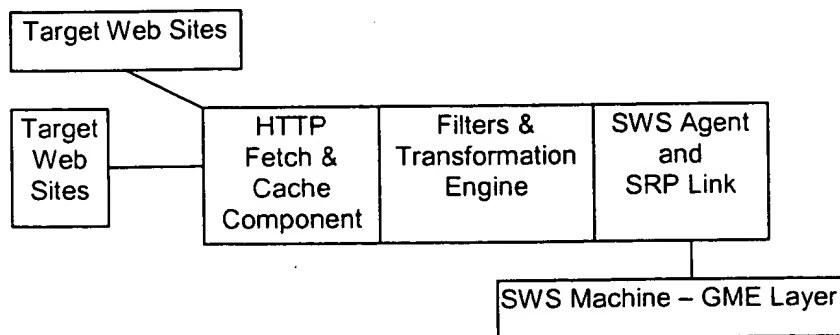 Target Web Sites
Target
Web
Sites
HTTP
Fetch &
Cache
Component
Filters &
Transformation
Engine
SWS Agent
and
SRP Link
SWS Machine – GME Layer